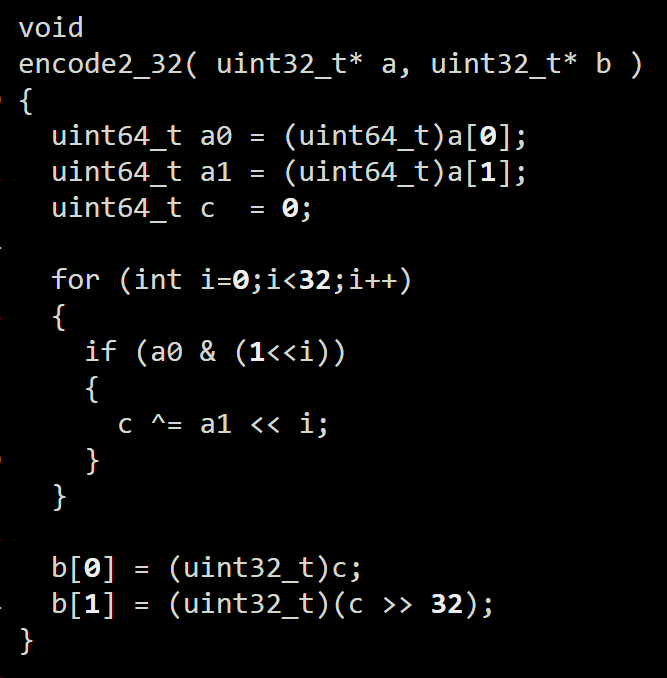 void
encode2_32( uint32_t* a, uint32_t* b )
{
  uint64_t a0 = (uint64_t)a[0];
  uint64_t a1 = (uint64_t)a[1];
  uint64_t c  = 0;

  for (int i=0;i<32;i++)
  {
    if (a0 & (1<<i))
    {
      c ^= a1 << i;
    }
  }

  b[0] = (uint32_t)c;
  b[1] = (uint32_t)(c >> 32);
}